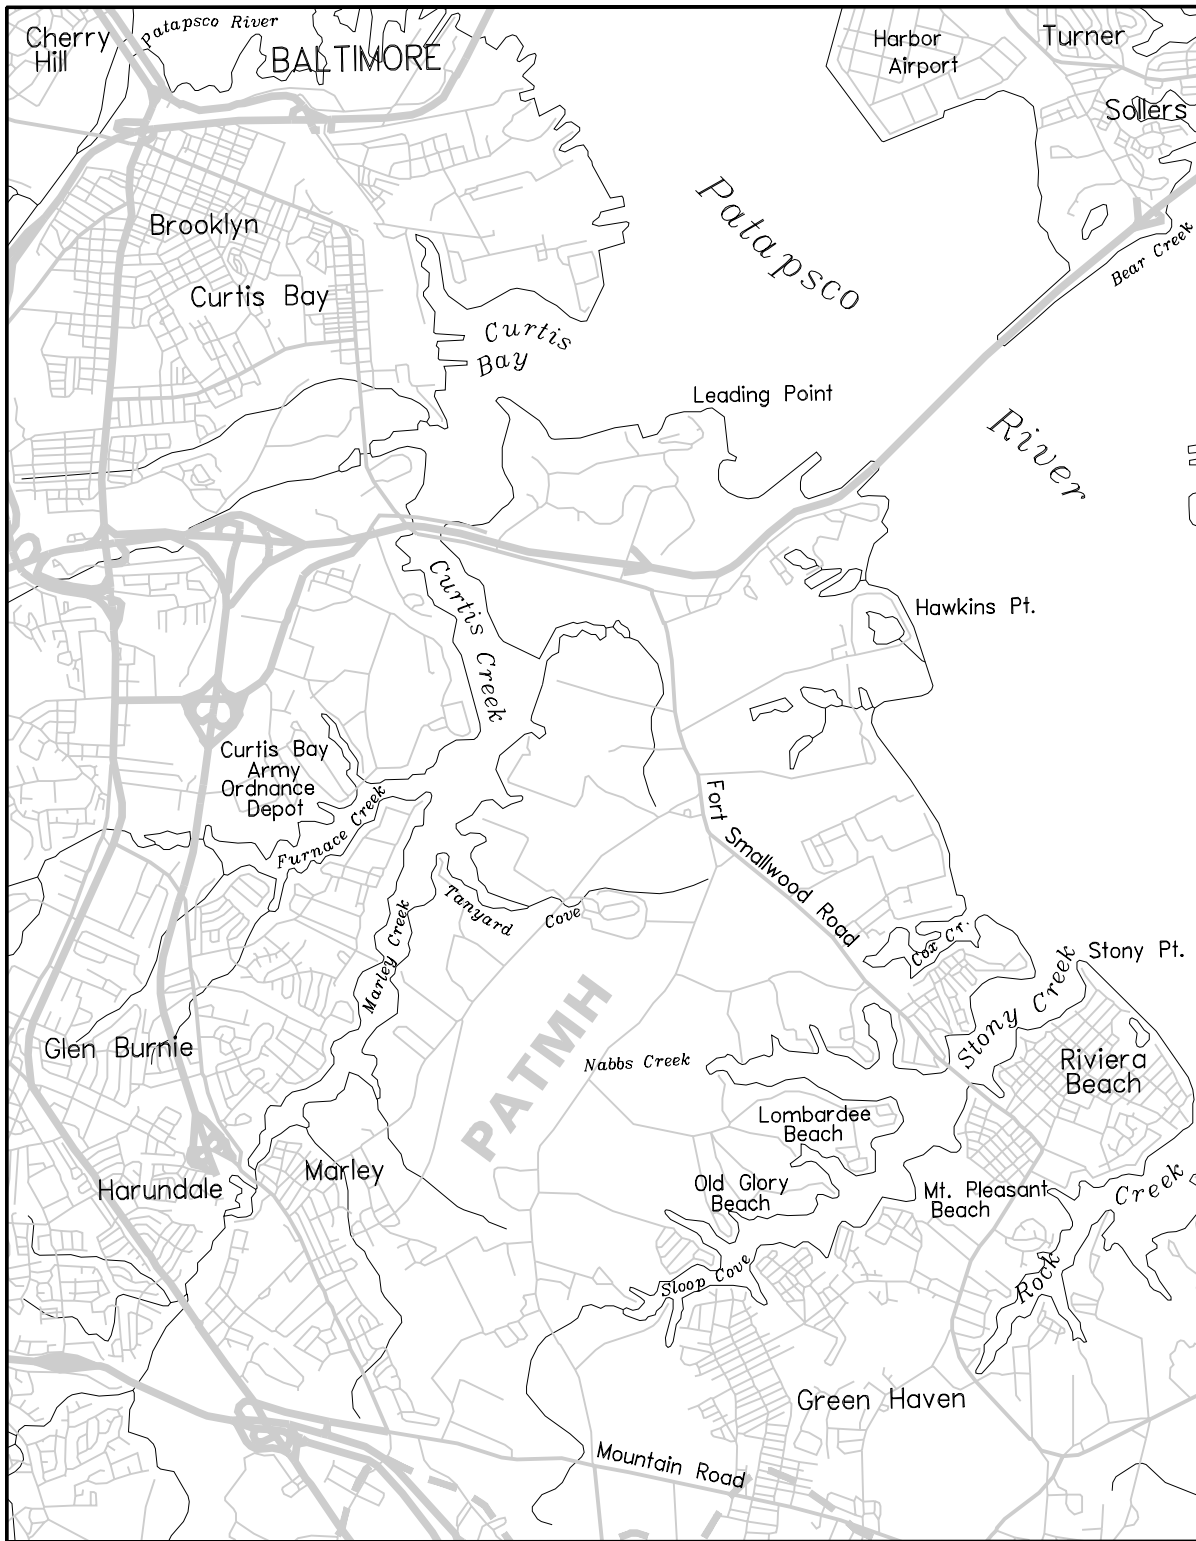 Patapsco River
Cherry
Hill
BALTIMORE
Harbor
Airport
Turner
Sollers
Brooklyn
Patapsco
Bear Creek
Curtis Bay
Curtis
Bay
Leading Point
River
Curtis Creek
Hawkins Pt.
Curtis Bay
Army
Ordnance
Depot
Furnace Creek
Fort Smallwood Road
Tanyard Cove
Marley Creek
Cox Cr.
Stony Pt.
Stony Creek
Glen Burnie
PATMH
Nabbs Creek
Riviera
Beach
Lombardee
Beach
Marley
Harundale
Old Glory
Beach
Mt. Pleasant
Beach
Rock Creek
Sloop Cove
Green Haven
Mountain Road